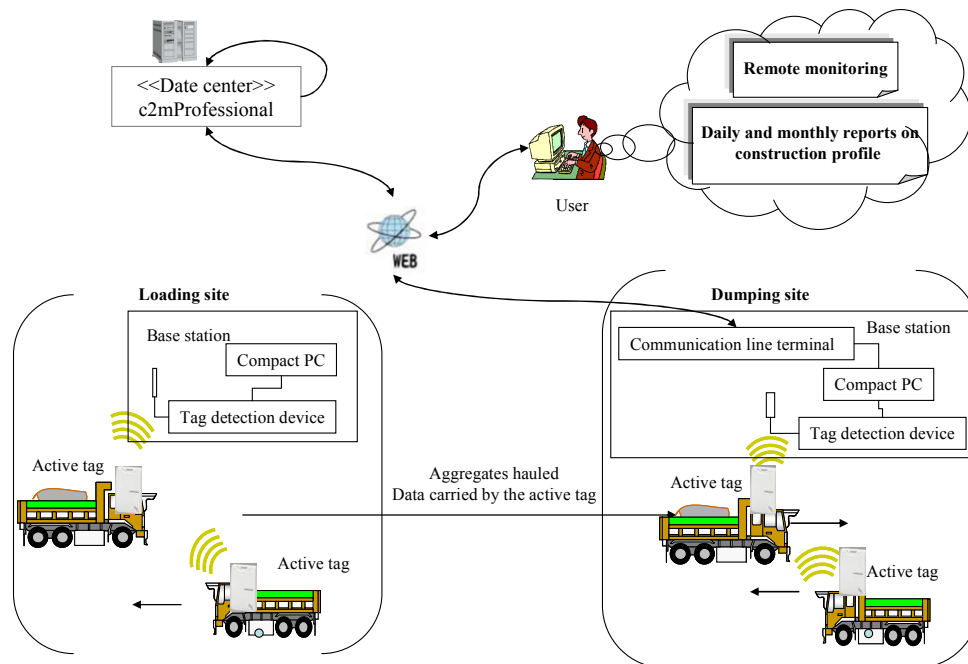 <<Date center>>
c2mProfessional
Remote monitoring
Daily and monthly reports on
construction profile
User
WEB
Loading site
Base station
Compact PC
Tag detection device
Active tag
Active tag
Aggregates hauled
Data carried by the active tag
Dumping site
Base station
Communication line terminal
Compact PC
Tag detection device
Active tag
Active tag